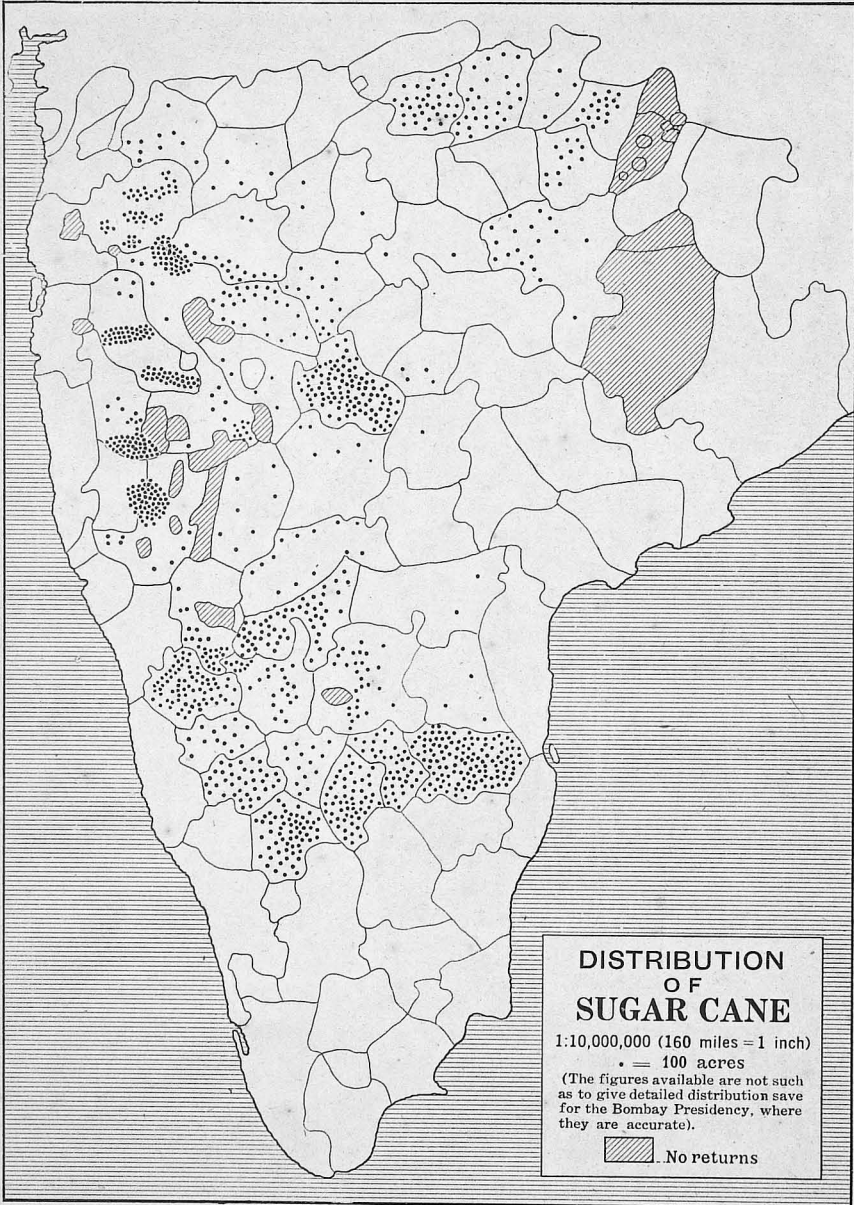 DISTRIBUTION
OF
SUGAR CANE
1:10,000,000 (160 miles = 1 inch)
• = 100 acres
(The figures available are not such
as to give detailed distribution save
for the Bombay Presidency, where
they are accurate).
No returns